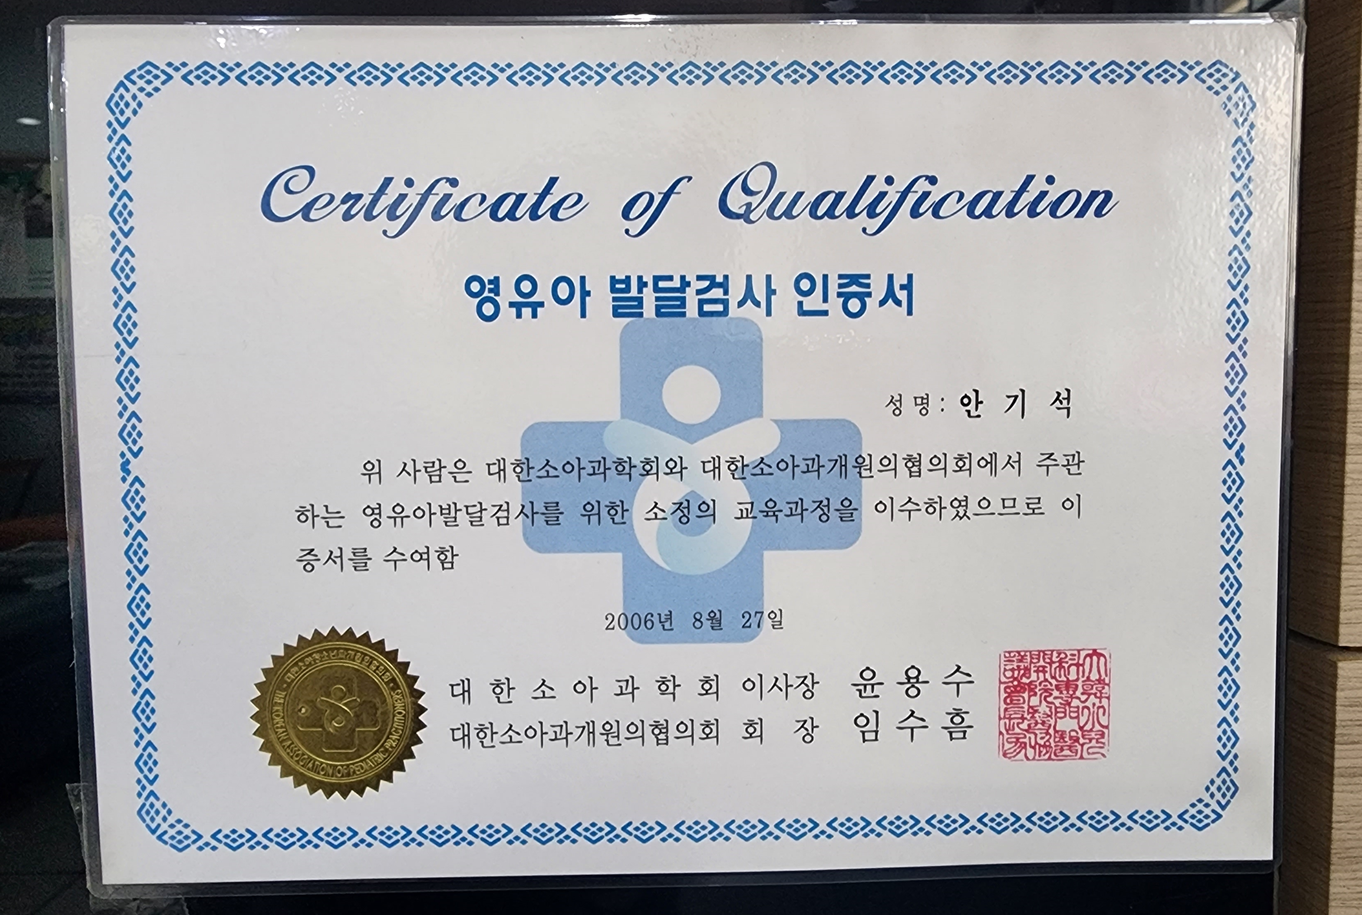 Certificate of Qualification
영유아 발달검사 인증서
성명: 안 기 석
위 사람은 대한소아과학회와 대한소아과개원의협의회에서 주관
하는 영유아발달검사를 위한 소정의 교육과정을 이수하였으므로 이
증서를 수여함
2006년 8월 27일
대 한 소 아 과 학 회 이사장 윤 용 수
대한소아과개원의협의회 회 장 임 수 흠
THE KOREAN ASSOCIATION OF PEDIATRIC PRACTITIONERS